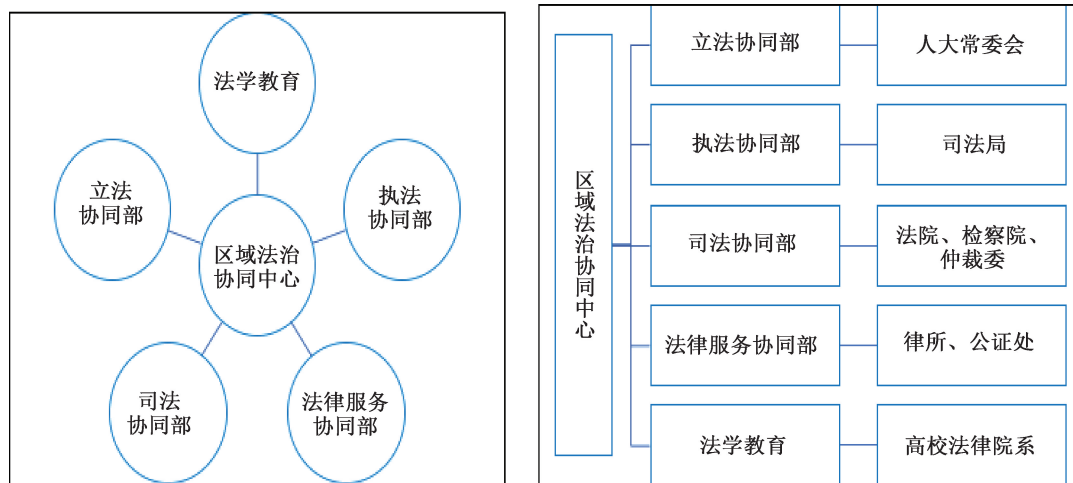 法学教育
立法
协同部
执法
协同部
区域法治
协同中心
司法
协同部
法律服务
协同部
区域法治协同中心
立法协同部
人大常委会
执法协同部
司法局
司法协同部
法院、检察院、
仲裁委
法律服务协同部
律所、公证处
法学教育
高校法律院系